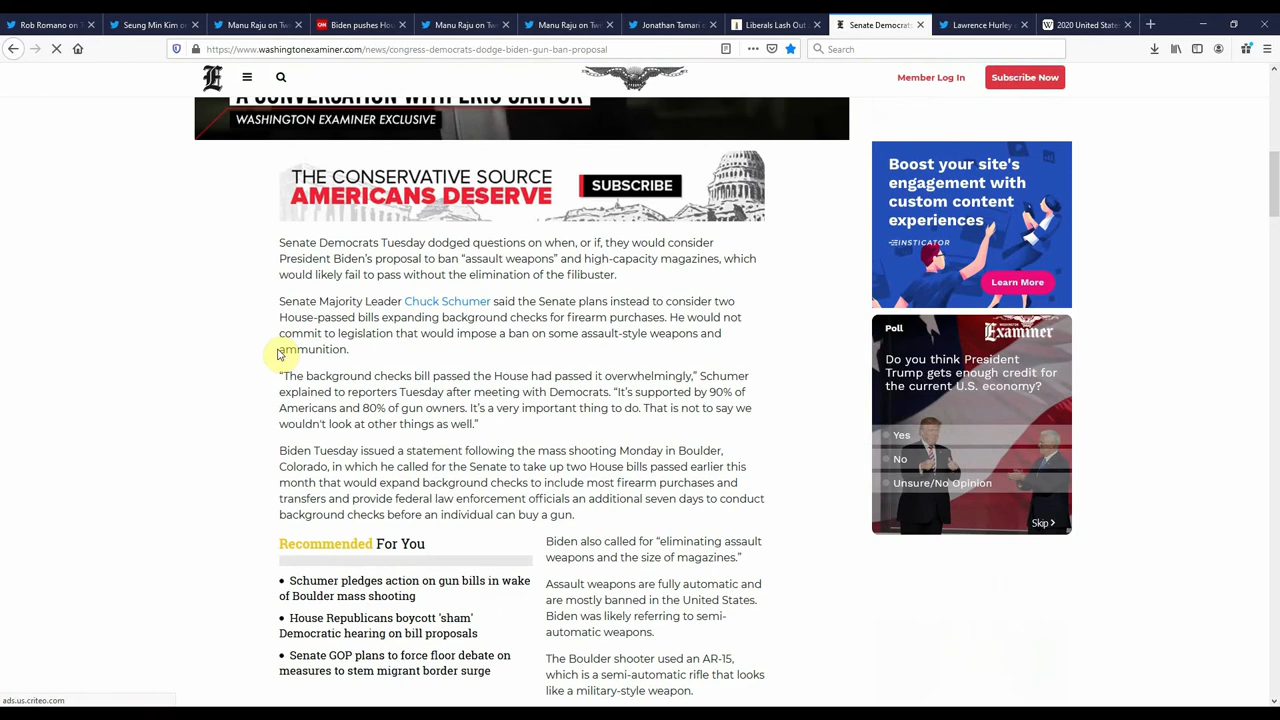 Rob Romano on T
Seung Min Kim o
Manu Raju on Tw
Biden pushes Ho
Manu Raju on Tw
Manu Raju on Tw
Jonathan Tamari
Liberals Lash Out
Senate Democrats
Lawrence Hurley
2020 United State
https://www.washingtonexaminer.com/news/congress-democrats-dodge-biden-gun-ban-proposal
Search
E
Member Log In
Subscribe Now
A CONVERSATION WITH ERIC CANTOR
WASHINGTON EXAMINER EXCLUSIVE
THE CONSERVATIVE SOURCE
AMERICANS DESERVE
SUBSCRIBE
Senate Democrats Tuesday dodged questions on when, or if, they would consider
President Biden's proposal to ban “assault weapons” and high-capacity magazines, which
would likely fail to pass without the elimination of the filibuster.
Senate Majority Leader Chuck Schumer said the Senate plans instead to consider two
House-passed bills expanding background checks for firearm purchases. He would not
commit to legislation that would impose a ban on some assault-style weapons and
ammunition.
“The background checks bill passed the House had passed it overwhelmingly,” Schumer
explained to reporters Tuesday after meeting with Democrats. “It’s supported by 90% of
Americans and 80% of gun owners. It’s a very important thing to do. That is not to say we
wouldn't look at other things as well.”
Biden Tuesday issued a statement following the mass shooting Monday in Boulder,
Colorado, in which he called for the Senate to take up two House bills passed earlier this
month that would expand background checks to include most firearm purchases and
transfers and provide federal law enforcement officials an additional seven days to conduct
background checks before an individual can buy a gun.
Recommended For You
• Schumer pledges action on gun bills in wake
of Boulder mass shooting
• House Republicans boycott 'sham'
Democratic hearing on bill proposals
• Senate GOP plans to force floor debate on
measures to stem migrant border surge
Biden also called for “eliminating assault
weapons and the size of magazines.”
Assault weapons are fully automatic and
are mostly banned in the United States.
Biden was likely referring to semi-
automatic weapons.
The Boulder shooter used an AR-15,
which is a semi-automatic rifle that looks
like a military-style weapon.
Boost your site's
engagement with
custom content
experiences
INSTICATOR
Learn More
Poll
Washington
Examiner
Do you think President
Trump gets enough credit for
the current U.S. economy?
Yes
No
Unsure/No Opinion
Skip
ads.us.criteo.com